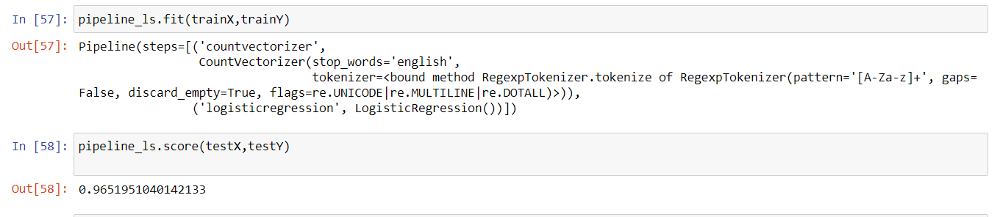 In [57]: pipeline_ls.fit(trainX,trainY)
Out[57]: Pipeline(steps=[('countvectorizer',
CountVectorizer(stop_words='english',
tokenizer=<bound method RegexpTokenizer.tokenize of RegexpTokenizer(pattern='[A-Za-z]+', gaps=
False, discard_empty=True, flags=re.UNICODE|re.MULTILINE|re.DOTALL)>)),
('logisticregression', LogisticRegression())])
In [58]: pipeline_ls.score(testX,testY)
Out[58]: 0.9651951040142133